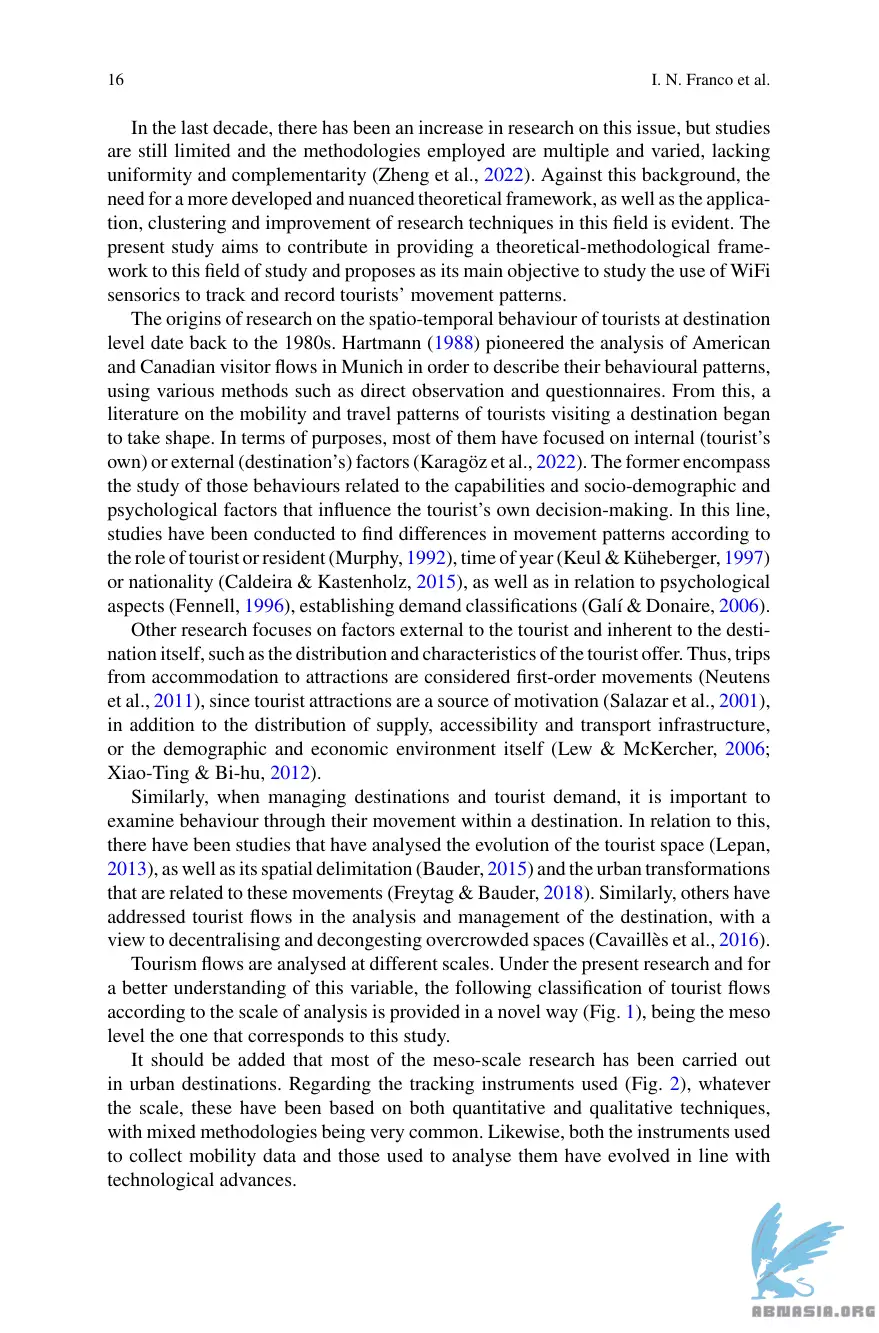 16
I. N. Franco et al.
In the last decade, there has been an increase in research on this issue, but studies
are still limited and the methodologies employed are multiple and varied, lacking
uniformity and complementarity (Zheng et al., 2022). Against this background, the
need for a more developed and nuanced theoretical framework, as well as the applica-
tion, clustering and improvement of research techniques in this field is evident. The
present study aims to contribute in providing a theoretical-methodological frame-
work to this field of study and proposes as its main objective to study the use of WiFi
sensorics to track and record tourists' movement patterns.
The origins of research on the spatio-temporal behaviour of tourists at destination
level date back to the 1980s. Hartmann (1988) pioneered the analysis of American
and Canadian visitor flows in Munich in order to describe their behavioural patterns,
using various methods such as direct observation and questionnaires. From this, a
literature on the mobility and travel patterns of tourists visiting a destination began
to take shape. In terms of purposes, most of them have focused on internal (tourist's
own) or external (destination's) factors (Karagöz et al., 2022). The former encompass
the study of those behaviours related to the capabilities and socio-demographic and
psychological factors that influence the tourist's own decision-making. In this line,
studies have been conducted to find differences in movement patterns according to
the role of tourist or resident (Murphy, 1992), time of year (Keul & Küheberger, 1997)
or nationality (Caldeira & Kastenholz, 2015), as well as in relation to psychological
aspects (Fennell, 1996), establishing demand classifications (Galí & Donaire, 2006).
Other research focuses on factors external to the tourist and inherent to the desti-
nation itself, such as the distribution and characteristics of the tourist offer. Thus, trips
from accommodation to attractions are considered first-order movements (Neutens
et al., 2011), since tourist attractions are a source of motivation (Salazar et al., 2001),
in addition to the distribution of supply, accessibility and transport infrastructure,
or the demographic and economic environment itself (Lew & McKercher, 2006;
Xiao-Ting & Bi-hu, 2012).
Similarly, when managing destinations and tourist demand, it is important to
examine behaviour through their movement within a destination. In relation to this,
there have been studies that have analysed the evolution of the tourist space (Lepan,
2013), as well as its spatial delimitation (Bauder, 2015) and the urban transformations
that are related to these movements (Freytag & Bauder, 2018). Similarly, others have
addressed tourist flows in the analysis and management of the destination, with a
view to decentralising and decongesting overcrowded spaces (Cavaillès et al., 2016).
Tourism flows are analysed at different scales. Under the present research and for
a better understanding of this variable, the following classification of tourist flows
according to the scale of analysis is provided in a novel way (Fig. 1), being the meso
level the one that corresponds to this study.
It should be added that most of the meso-scale research has been carried out
in urban destinations. Regarding the tracking instruments used (Fig. 2), whatever
the scale, these have been based on both quantitative and qualitative techniques,
with mixed methodologies being very common. Likewise, both the instruments used
to collect mobility data and those used to analyse them have evolved in line with
technological advances.
ABNASIA.ORG